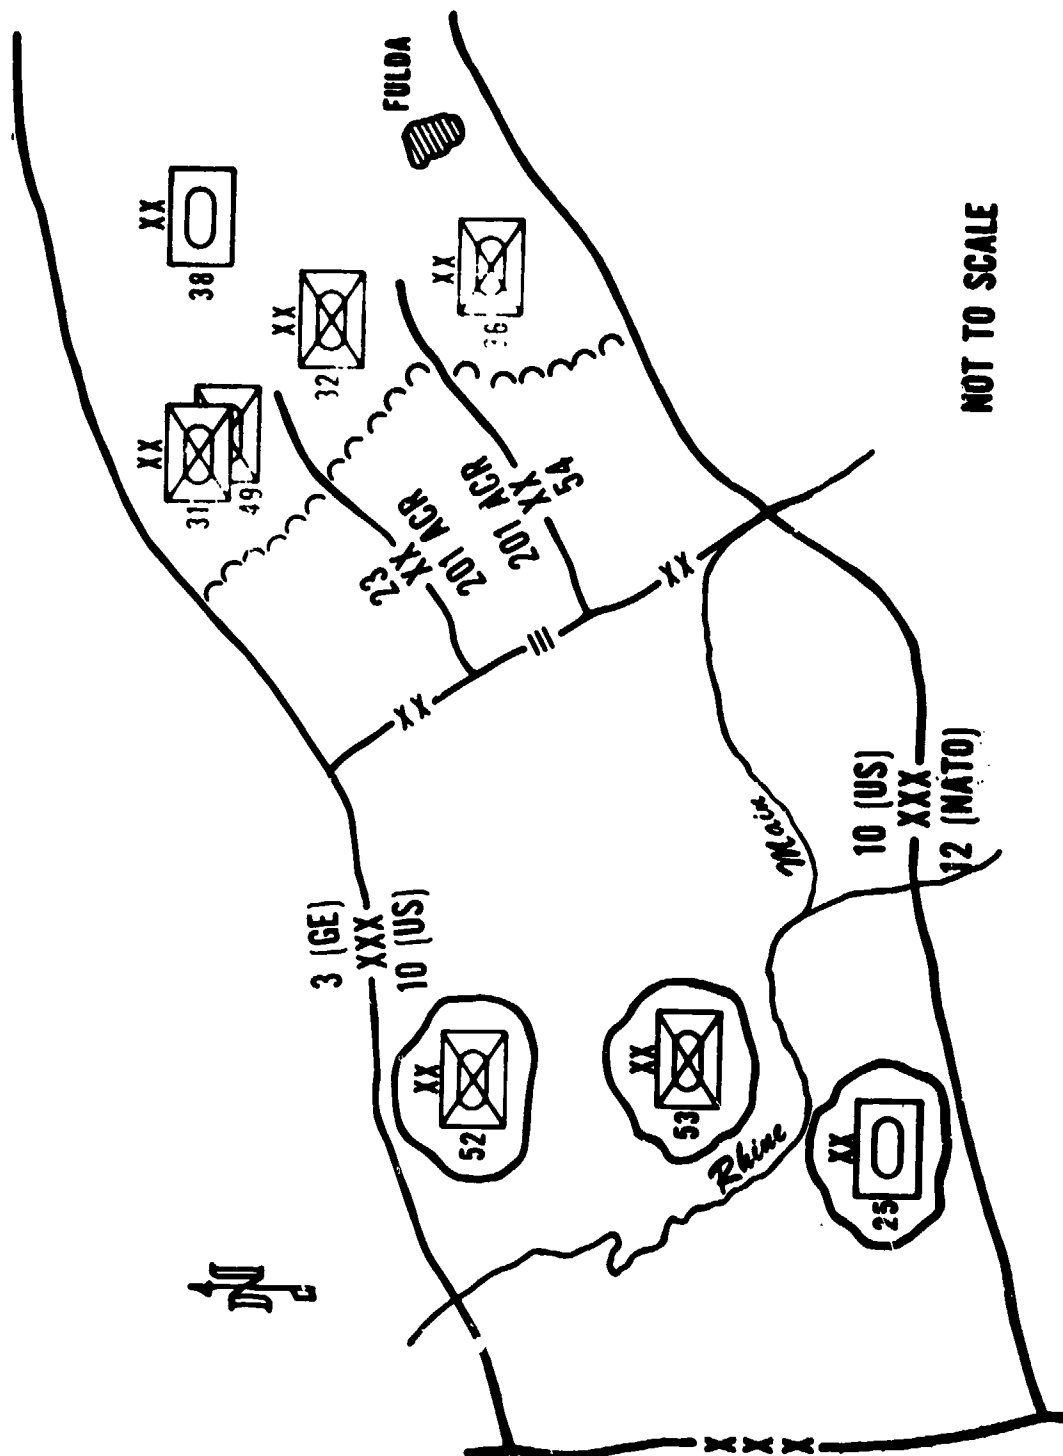 FULDA
XX
38
XX
32
XX
36
XX
31
49
23
XX
201 ACR
201 ACR
XX
54
XX
III
XX
3 (GE)
XXX
10 (US)
Main
10 (US)
XXX
12 (NATO)
XX
52
XX
53
Rhine
XX
25
N
XXX
NOT TO SCALE